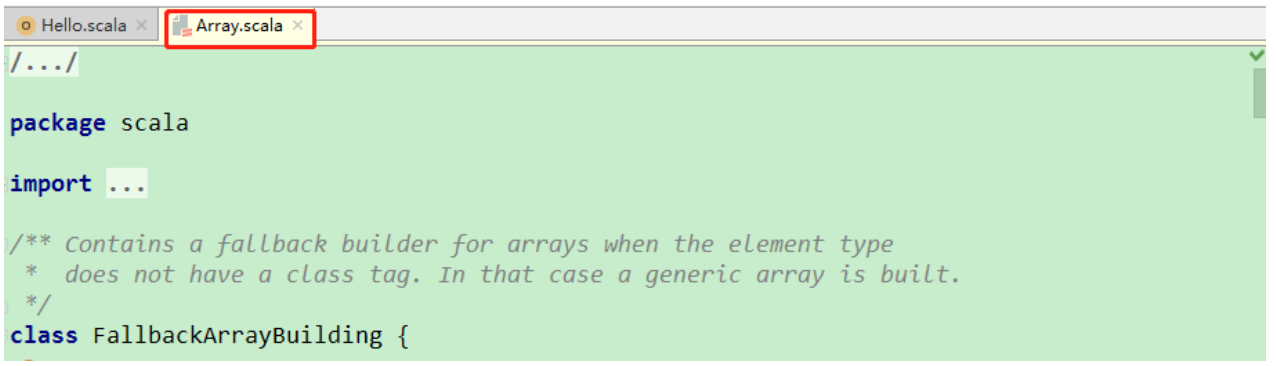 Hello.scala × Array.scala ×
/.../
package scala
import ...
/** Contains a fallback builder for arrays when the element type
 *  does not have a class tag. In that case a generic array is built.
 */
class FallbackArrayBuilding {